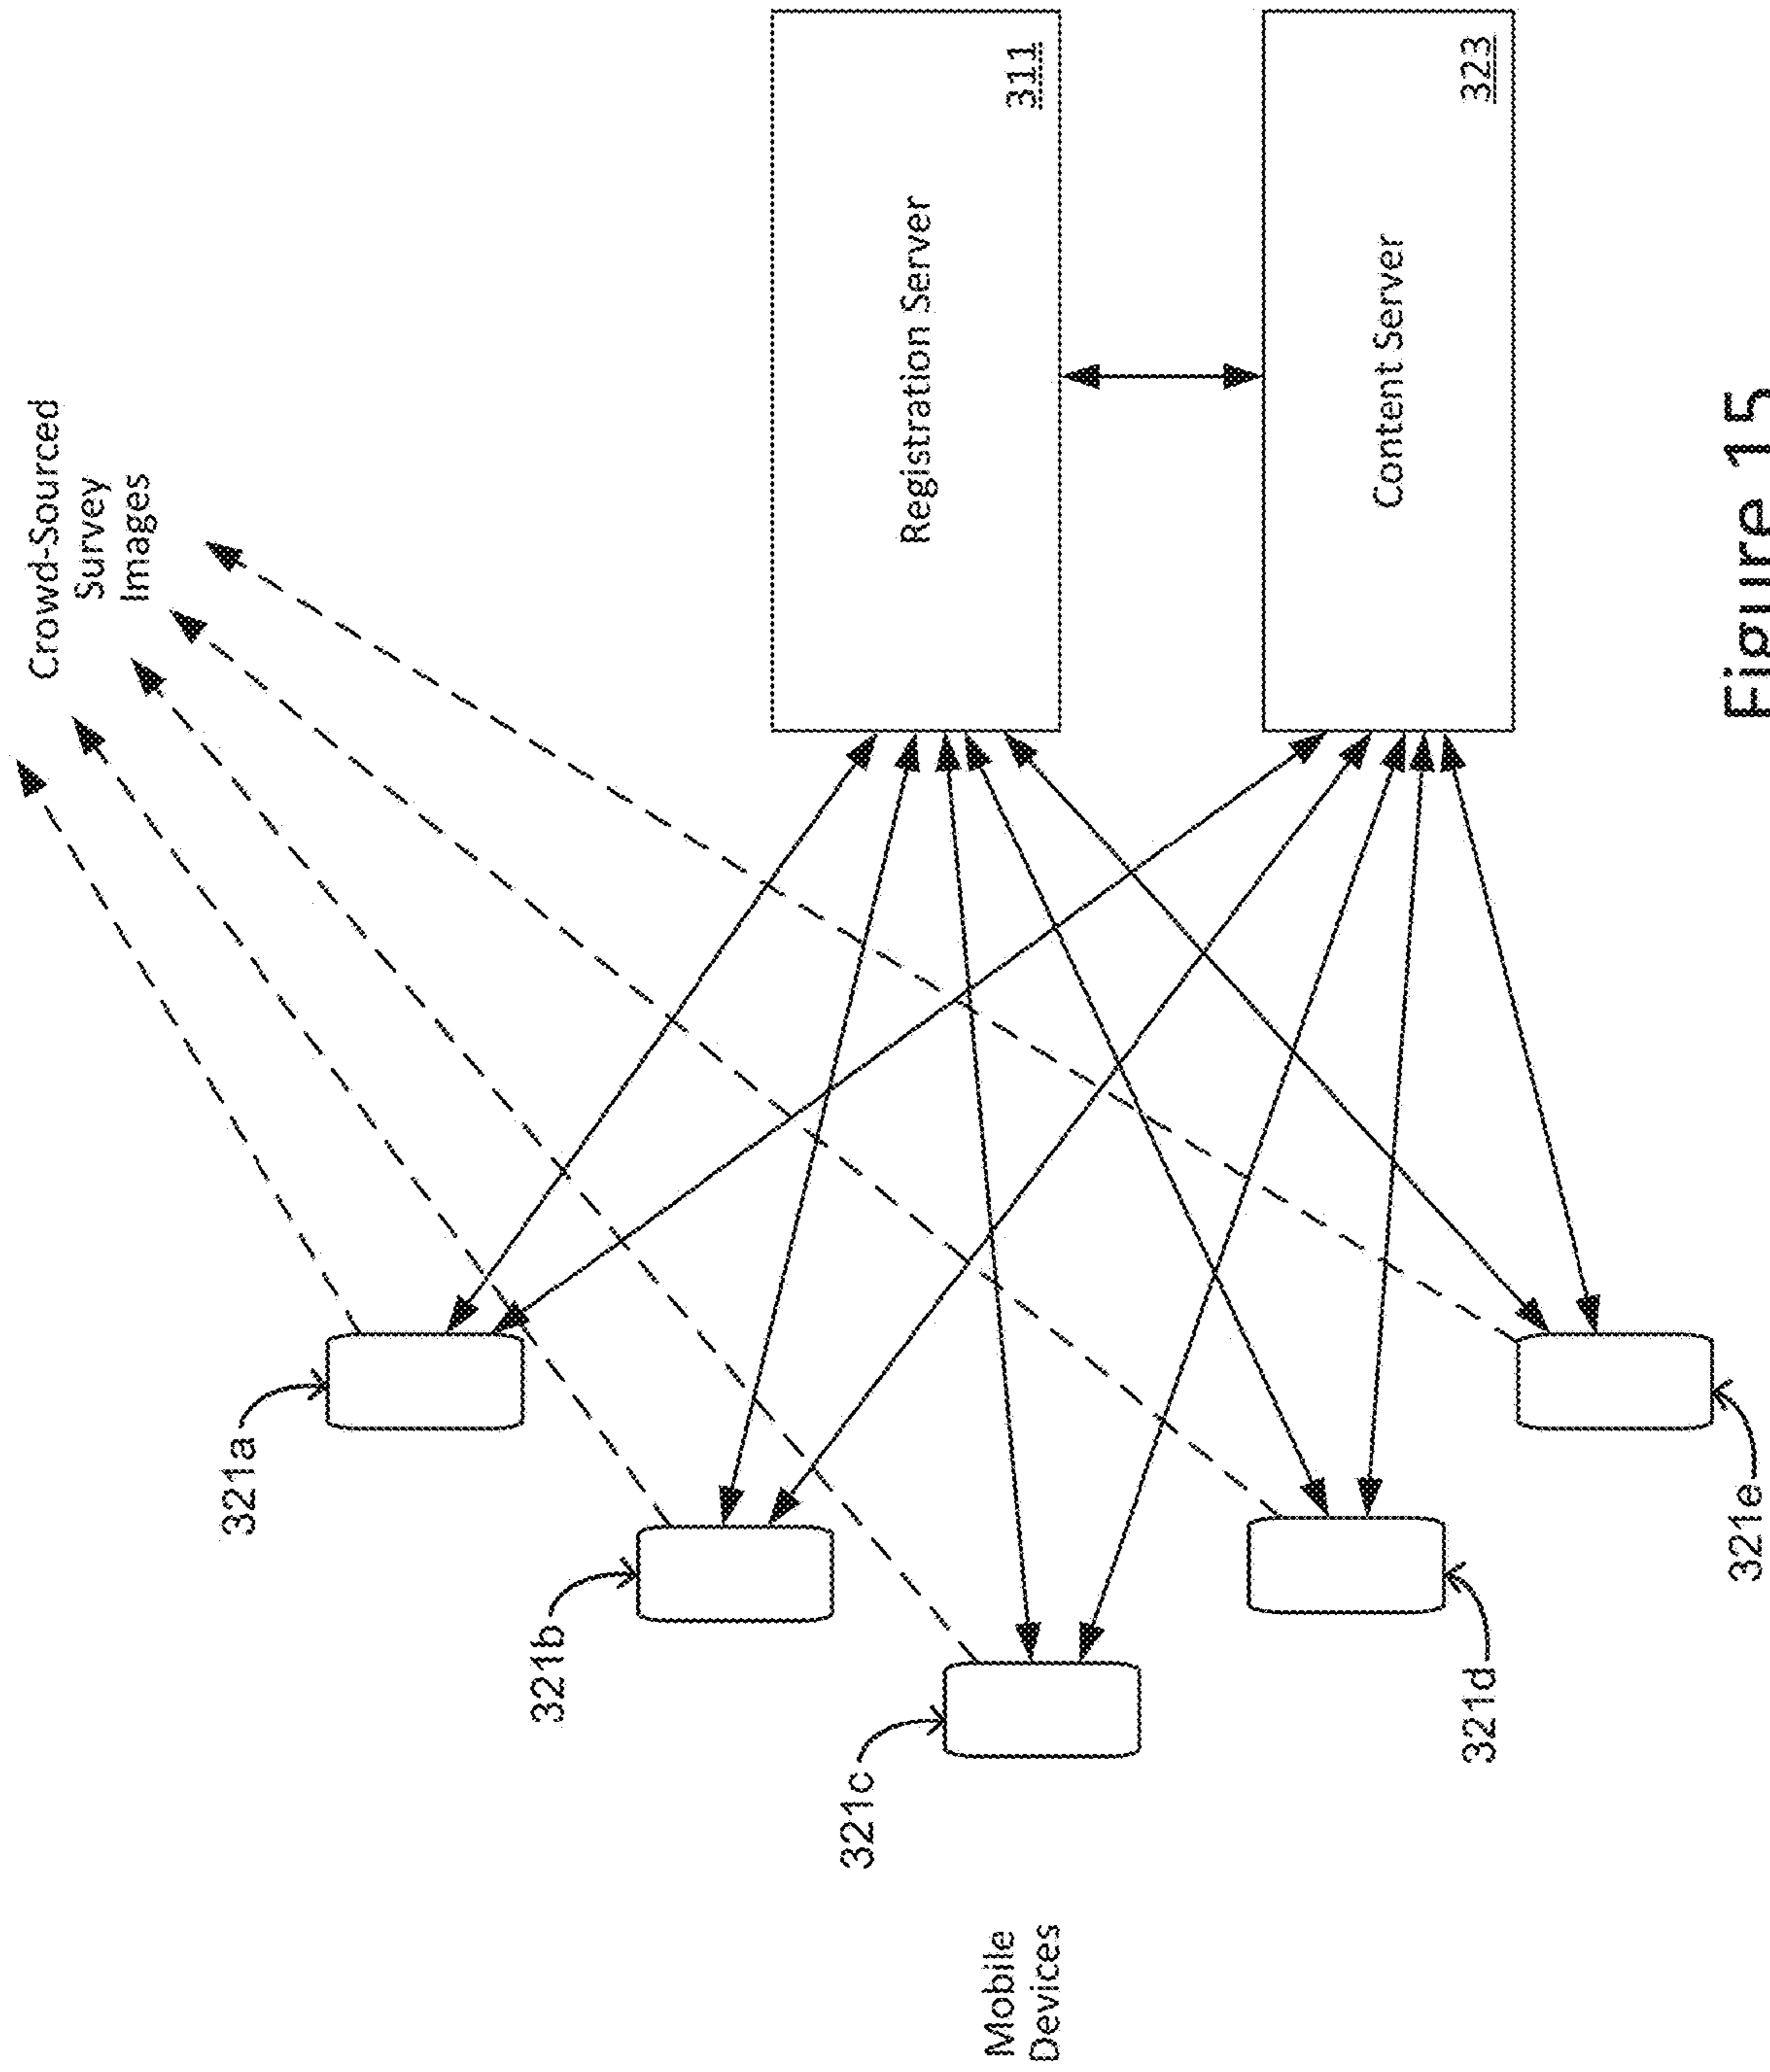 Crowd-Sourced
Survey
Images
321a
321b
321c
321d
321e
Mobile
Devices
Registration Server
311
Content Server
323
Figure 15